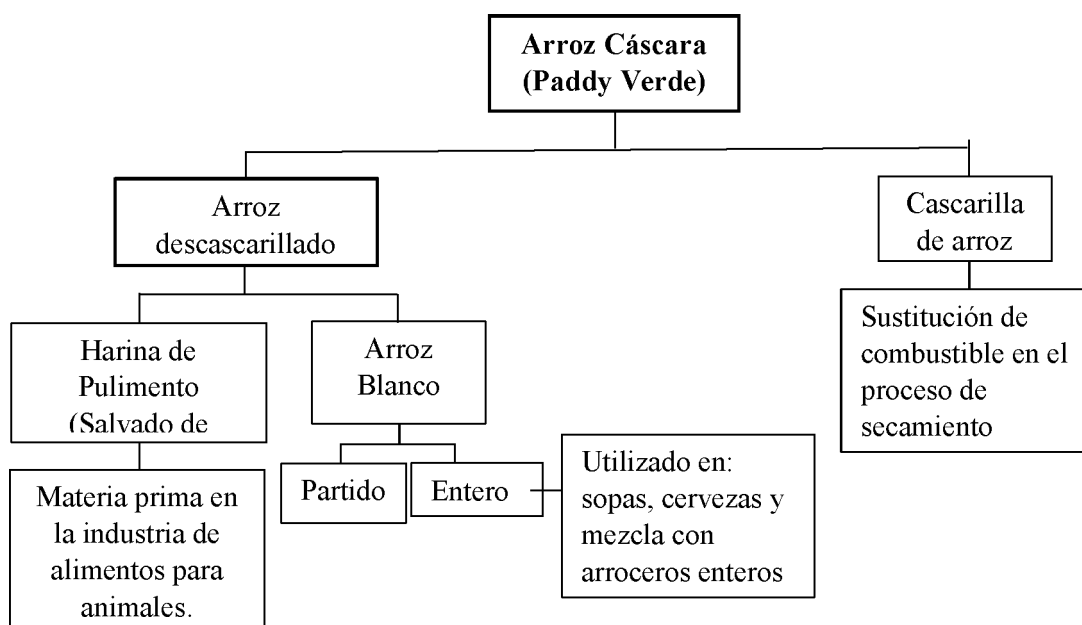 Arroz Cáscara
(Paddy Verde)
Arroz
descascarillado
Cascarilla
de arroz
Harina de
Pulimento
(Salvado de
Arroz
Blanco
Sustitución de
combustible en el
proceso de
secamiento
Materia prima en
la industria de
alimentos para
animales.
Partido
Entero
Utilizado en:
sopas, cervezas y
mezcla con
arroceros enteros